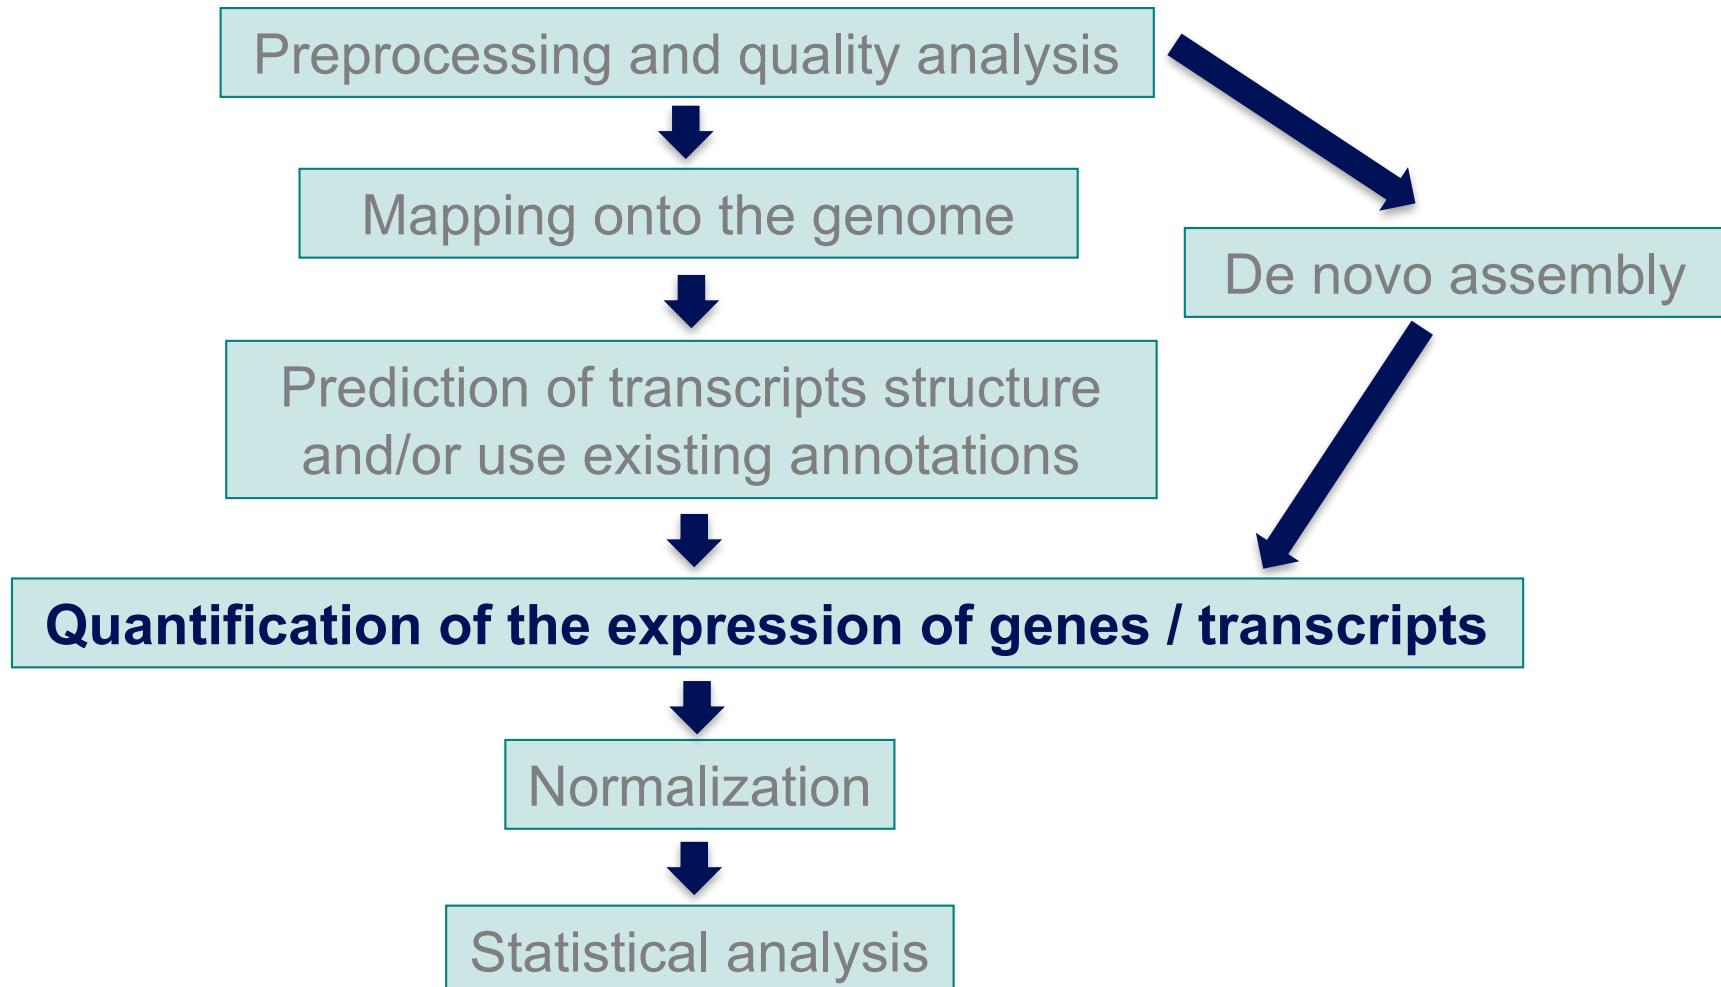 Preprocessing and quality analysis
Mapping onto the genome
De novo assembly
Prediction of transcripts structure
and/or use existing annotations
Quantification of the expression of genes / transcripts
Normalization
Statistical analysis